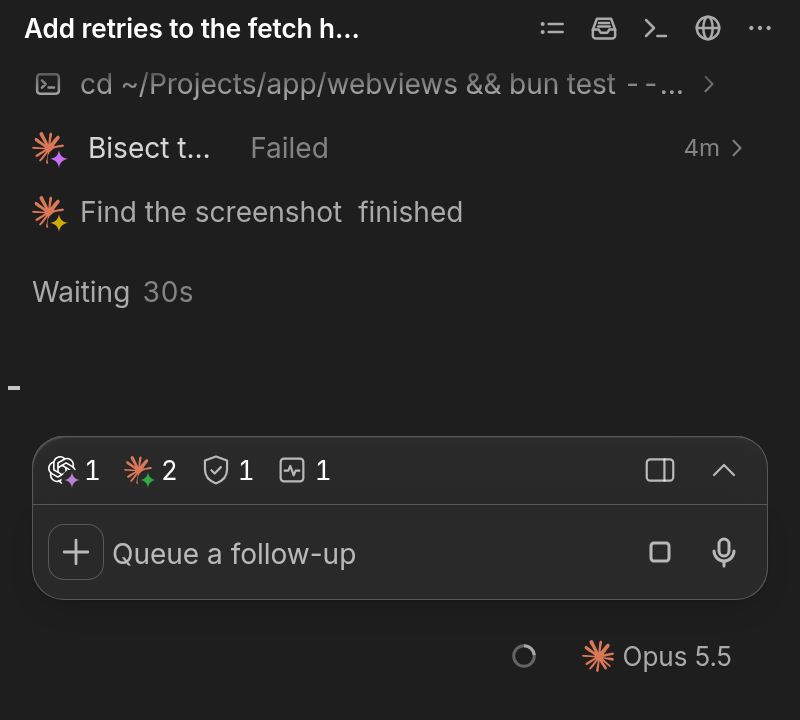 Add retries to the fetch h...
cd ~/Projects/app/webviews && bun test --...
Bisect t... Failed 4m
Find the screenshot finished
Waiting 30s
1 2 1 1
Queue a follow-up
Opus 5.5